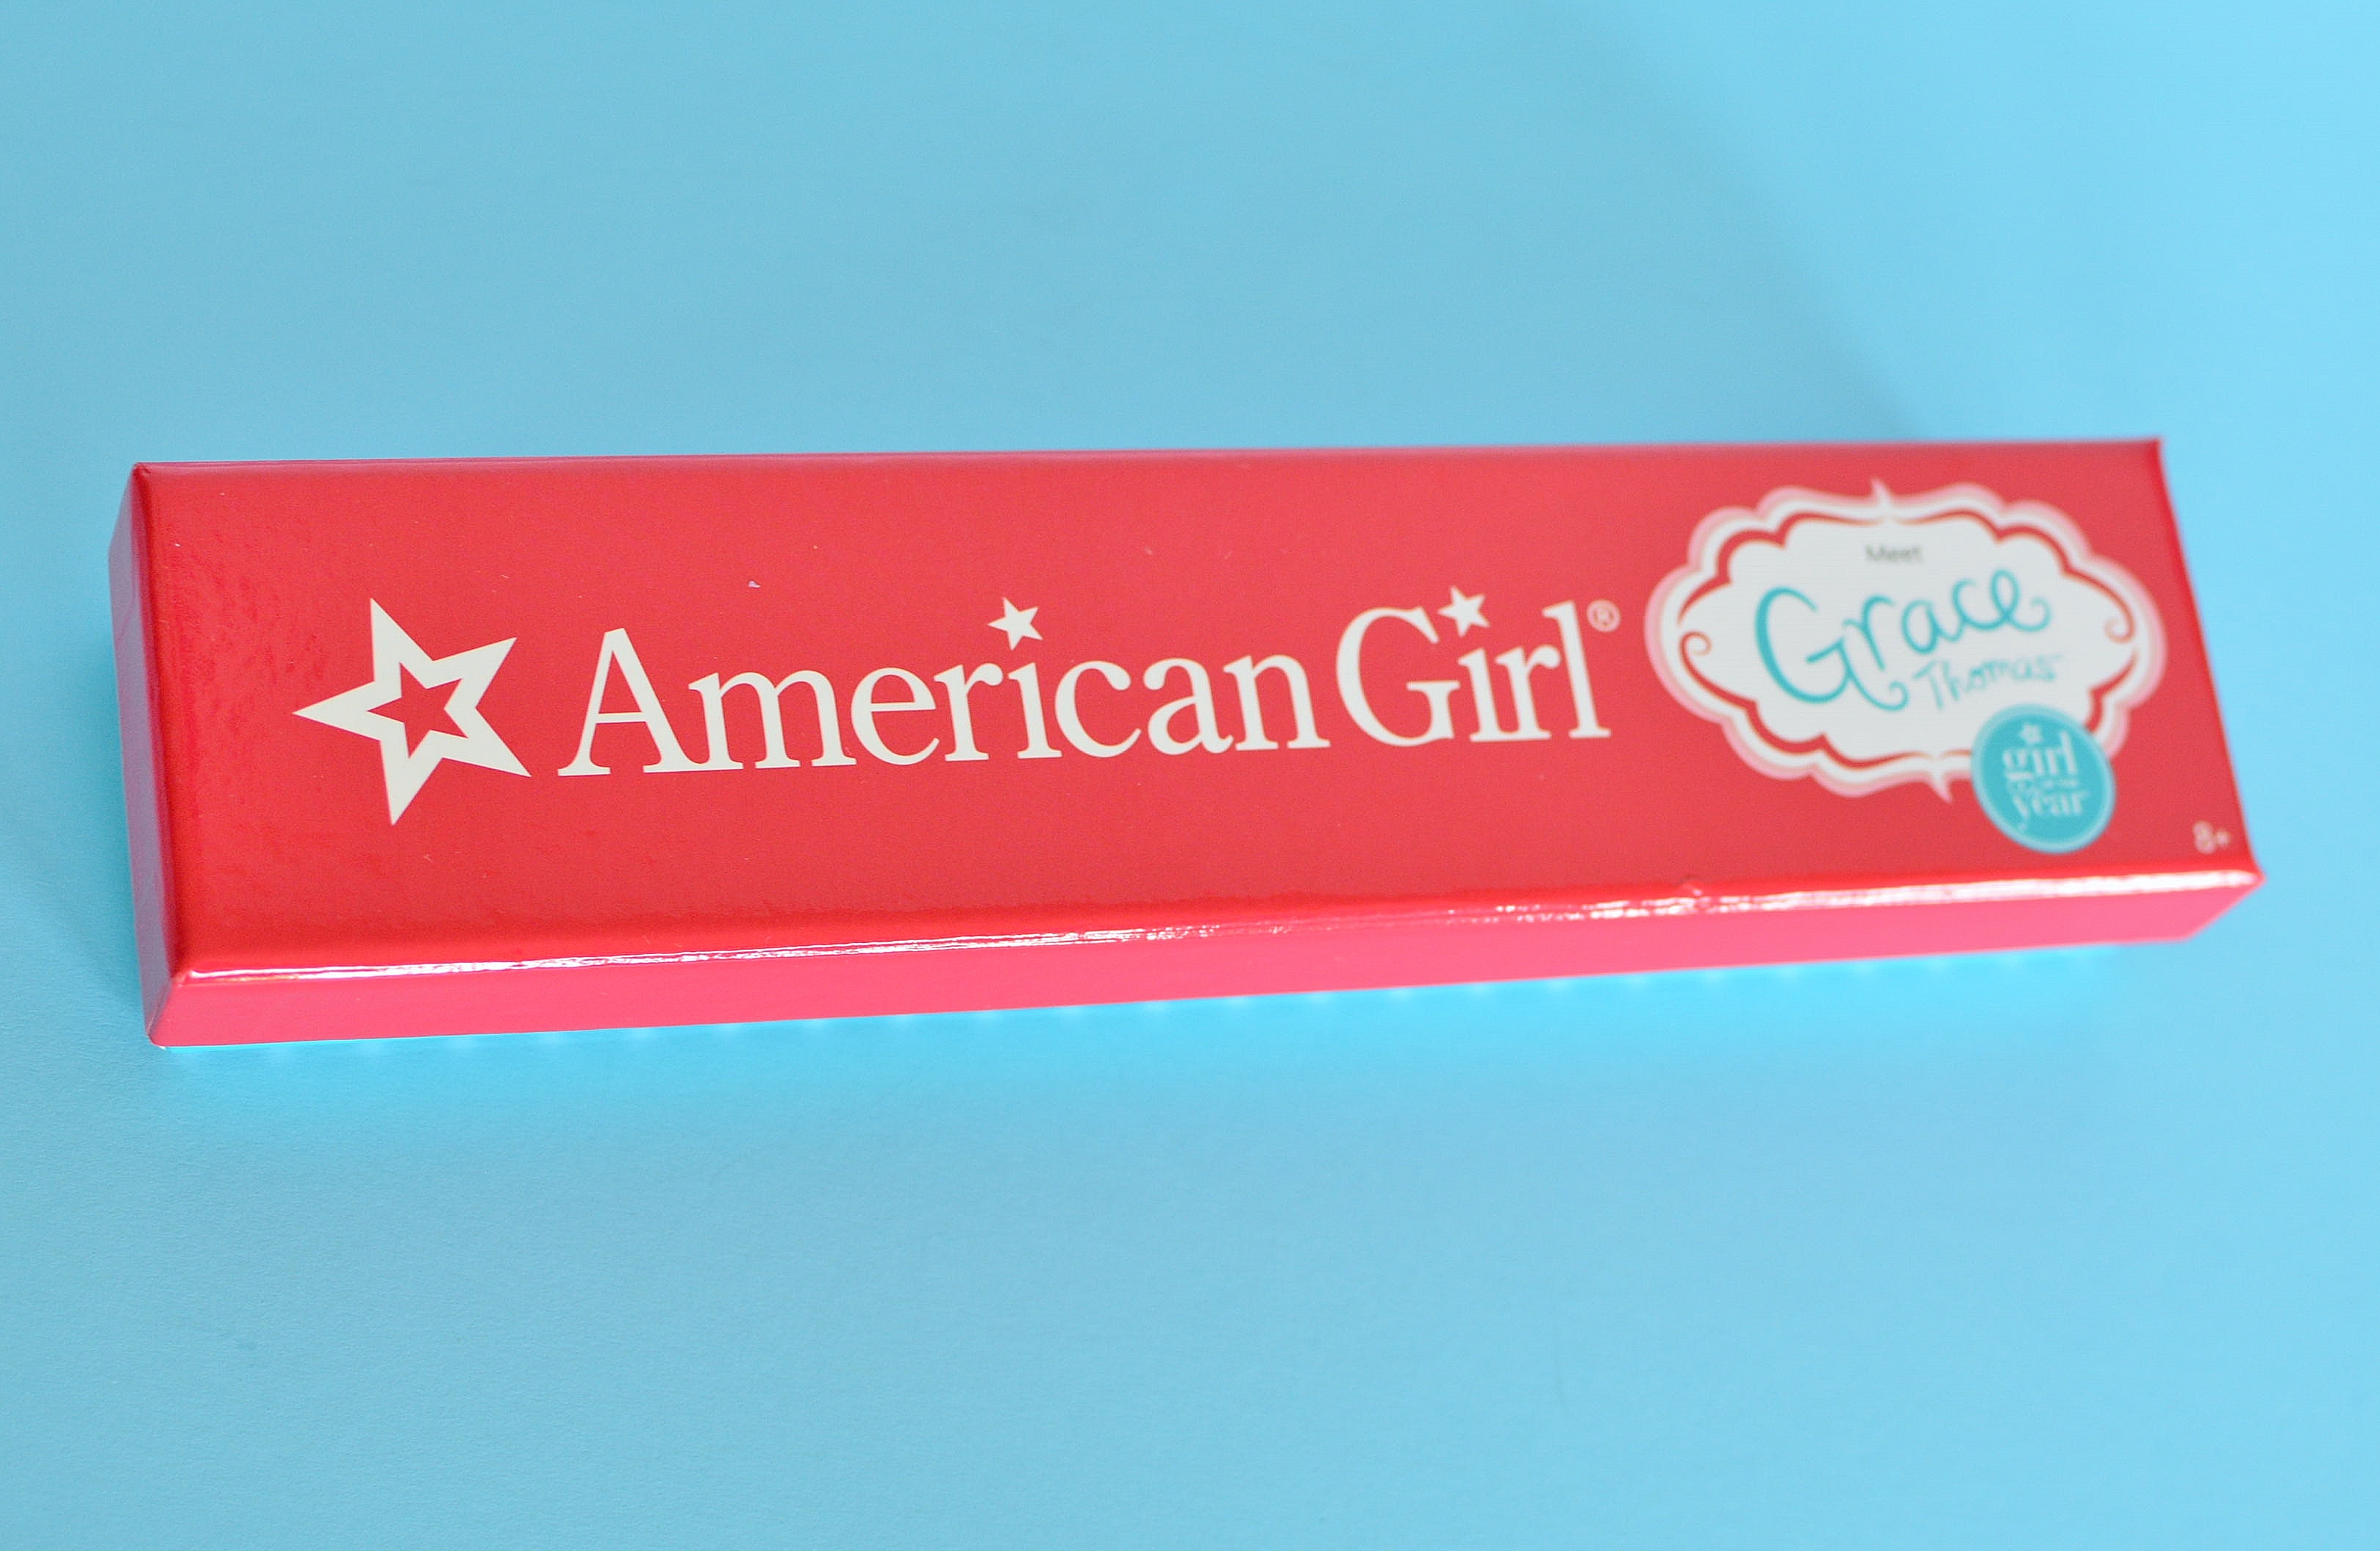 American Girl®
Meet
Grace
Thomas
girl
of the
year
8+